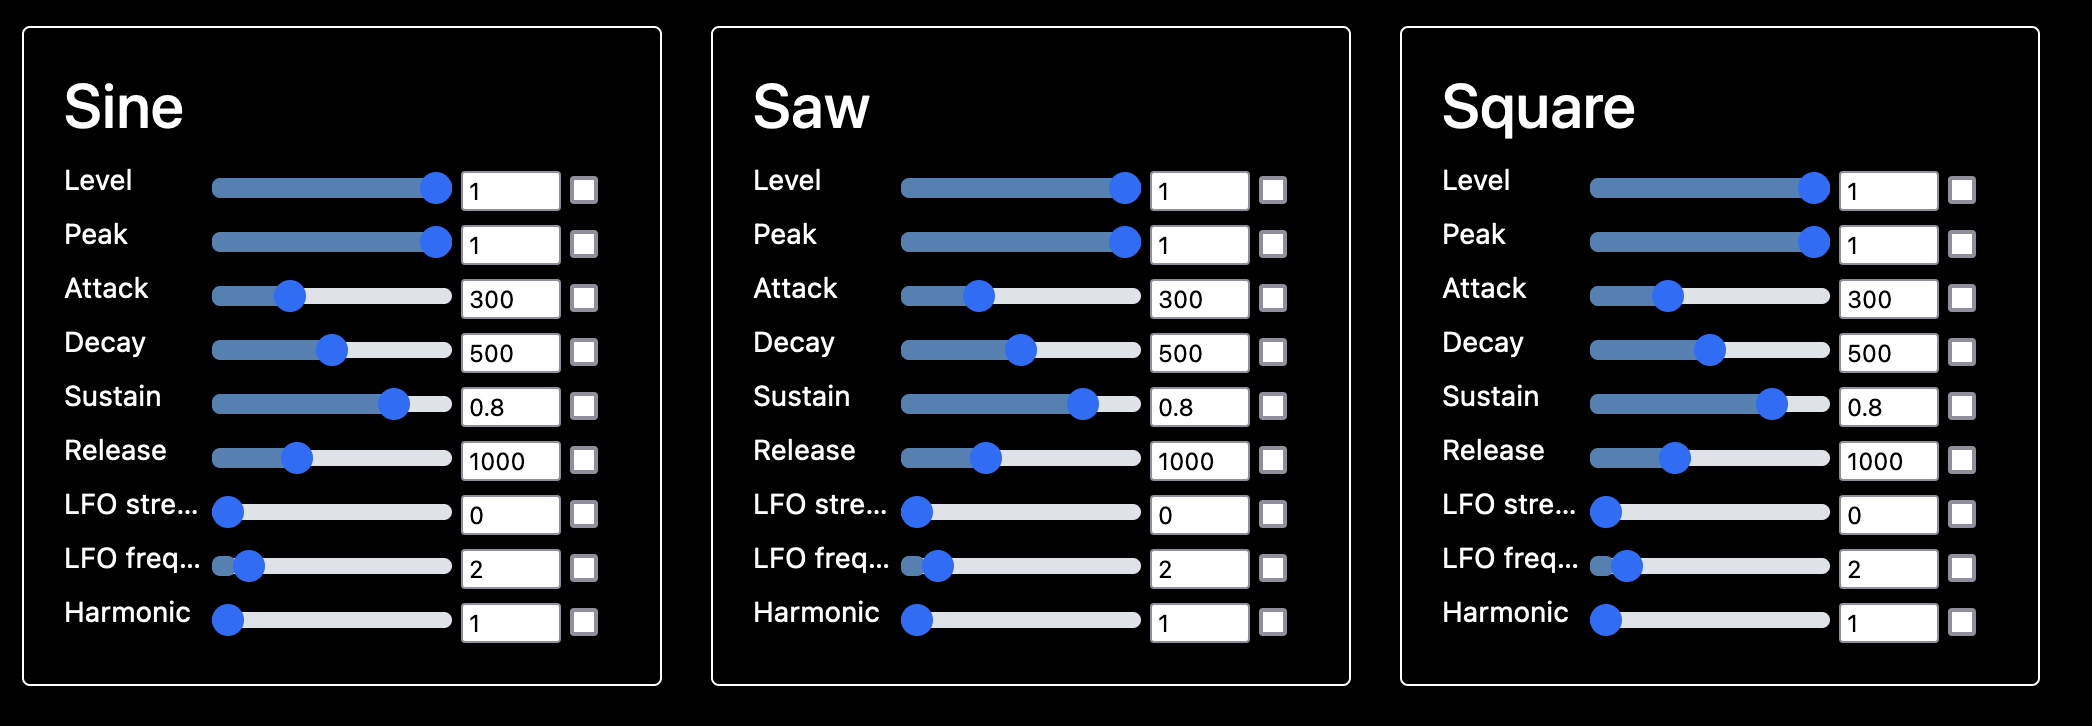 Sine
Level 1
Peak 1
Attack 300
Decay 500
Sustain 0.8
Release 1000
LFO stre... 0
LFO freq... 2
Harmonic 1
Saw
Level 1
Peak 1
Attack 300
Decay 500
Sustain 0.8
Release 1000
LFO stre... 0
LFO freq... 2
Harmonic 1
Square
Level 1
Peak 1
Attack 300
Decay 500
Sustain 0.8
Release 1000
LFO stre... 0
LFO freq... 2
Harmonic 1